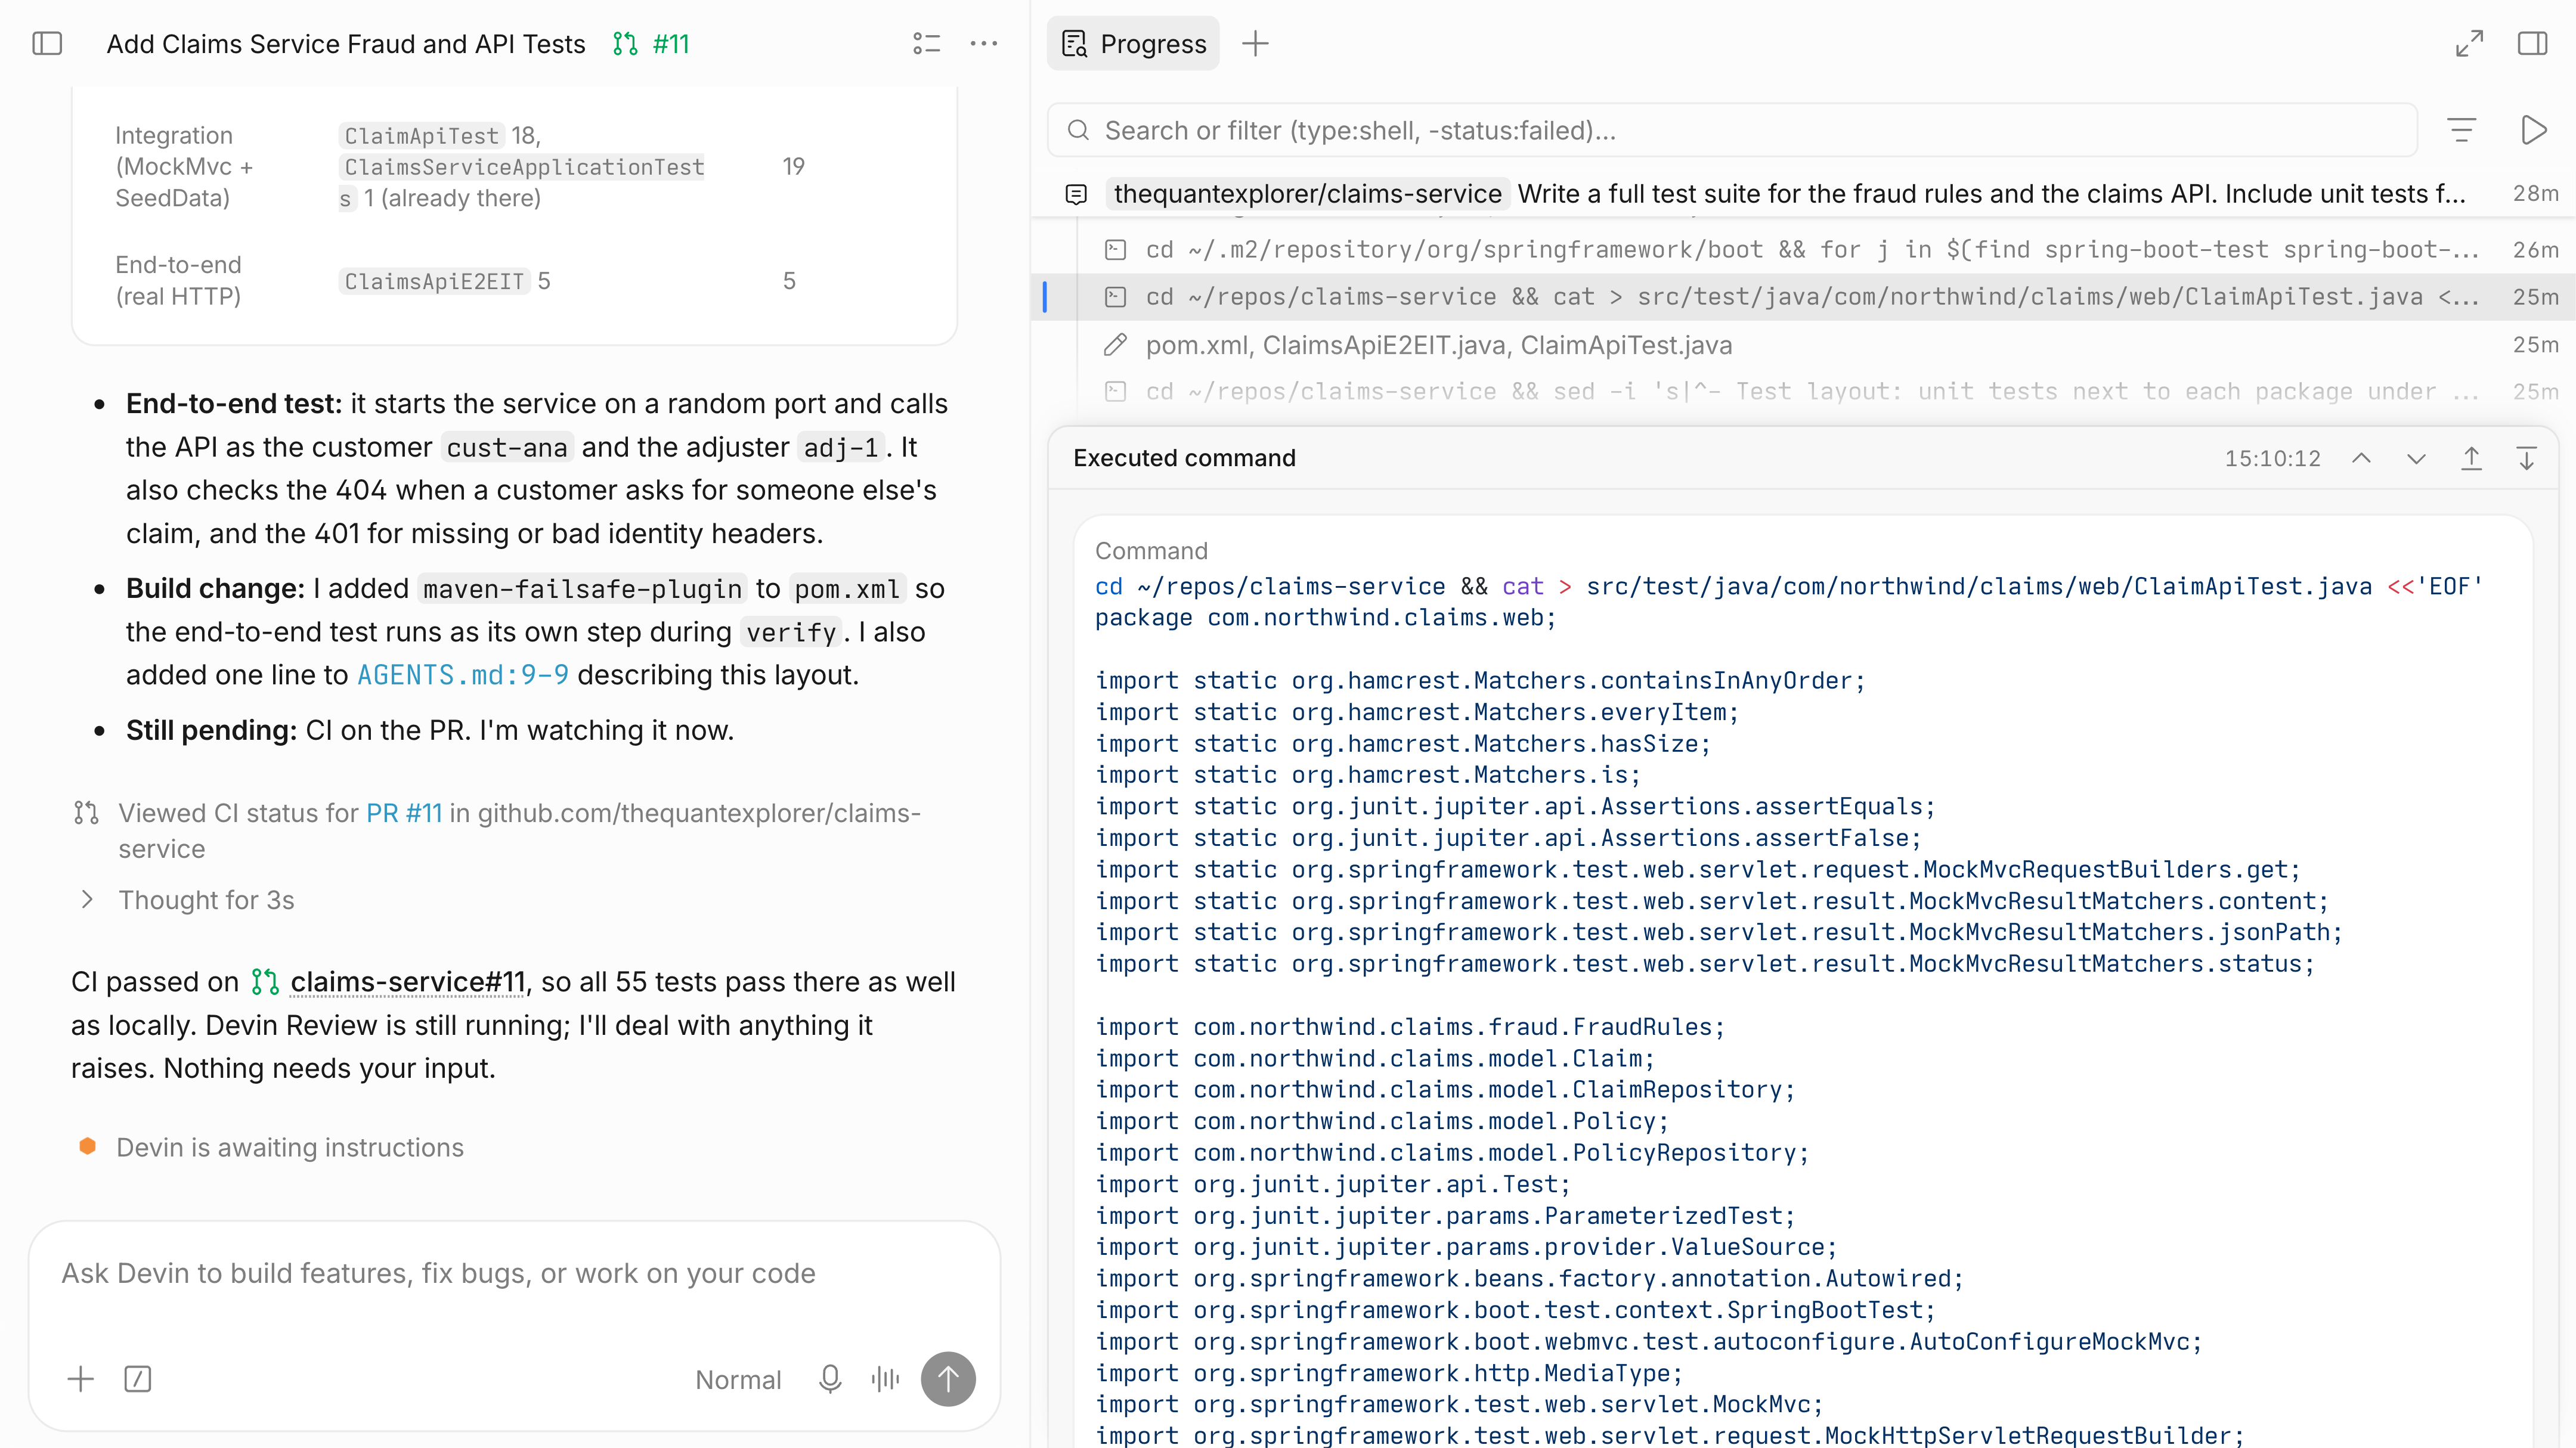 Add Claims Service Fraud and API Tests #11
Integration
(MockMvc +
SeedData)
ClaimApiTest 18,
ClaimsServiceApplicationTest
s 1 (already there)
19
End-to-end
(real HTTP)
ClaimsApiE2EIT 5
5
• End-to-end test: it starts the service on a random port and calls
the API as the customer cust-ana and the adjuster adj-1. It
also checks the 404 when a customer asks for someone else's
claim, and the 401 for missing or bad identity headers.
• Build change: I added maven-failsafe-plugin to pom.xml so
the end-to-end test runs as its own step during verify. I also
added one line to AGENTS.md:9-9 describing this layout.
• Still pending: CI on the PR. I'm watching it now.
Viewed CI status for PR #11 in github.com/thequantexplorer/claims-
service
Thought for 3s
CI passed on claims-service#11, so all 55 tests pass there as well
as locally. Devin Review is still running; I'll deal with anything it
raises. Nothing needs your input.
Devin is awaiting instructions
Ask Devin to build features, fix bugs, or work on your code
Normal
Progress
Search or filter (type:shell, -status:failed)...
thequantexplorer/claims-service Write a full test suite for the fraud rules and the claims API. Include unit tests f... 28m
cd ~/.m2/repository/org/springframework/boot && for j in $(find spring-boot-test spring-boot-... 26m
cd ~/repos/claims-service && cat > src/test/java/com/northwind/claims/web/ClaimApiTest.java <... 25m
pom.xml, ClaimsApiE2EIT.java, ClaimApiTest.java 25m
cd ~/repos/claims-service && sed -i 's|^- Test layout: unit tests next to each package under ... 25m
Executed command 15:10:12
Command
cd ~/repos/claims-service && cat > src/test/java/com/northwind/claims/web/ClaimApiTest.java <<'EOF'
package com.northwind.claims.web;
import static org.hamcrest.Matchers.containsInAnyOrder;
import static org.hamcrest.Matchers.everyItem;
import static org.hamcrest.Matchers.hasSize;
import static org.hamcrest.Matchers.is;
import static org.junit.jupiter.api.Assertions.assertEquals;
import static org.junit.jupiter.api.Assertions.assertFalse;
import static org.springframework.test.web.servlet.request.MockMvcRequestBuilders.get;
import static org.springframework.test.web.servlet.result.MockMvcResultMatchers.content;
import static org.springframework.test.web.servlet.result.MockMvcResultMatchers.jsonPath;
import static org.springframework.test.web.servlet.result.MockMvcResultMatchers.status;
import com.northwind.claims.fraud.FraudRules;
import com.northwind.claims.model.Claim;
import com.northwind.claims.model.ClaimRepository;
import com.northwind.claims.model.Policy;
import com.northwind.claims.model.PolicyRepository;
import org.junit.jupiter.api.Test;
import org.junit.jupiter.params.ParameterizedTest;
import org.junit.jupiter.params.provider.ValueSource;
import org.springframework.beans.factory.annotation.Autowired;
import org.springframework.boot.test.context.SpringBootTest;
import org.springframework.boot.webmvc.test.autoconfigure.AutoConfigureMockMvc;
import org.springframework.http.MediaType;
import org.springframework.test.web.servlet.MockMvc;
import org.springframework.test.web.servlet.request.MockHttpServletRequestBuilder;